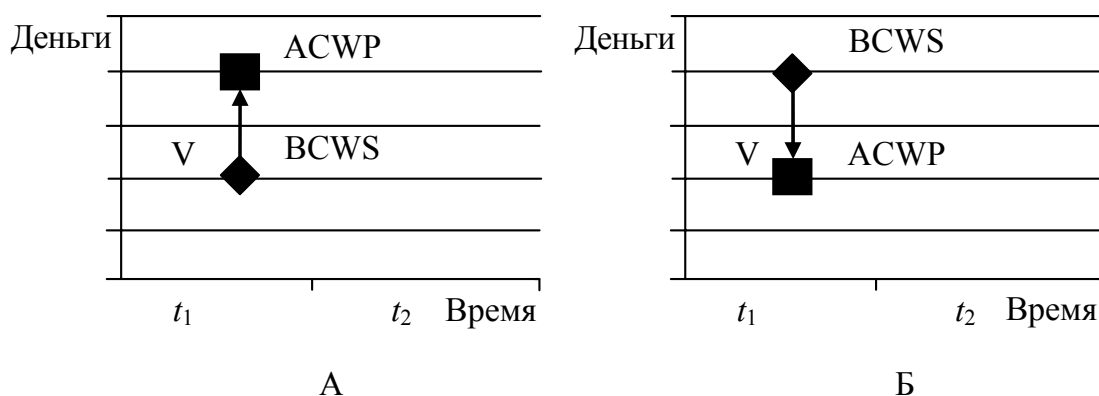 Деньги
ACWP
V
BCWS
t1
t2
Время
А
Деньги
BCWS
V
ACWP
t1
t2
Время
Б